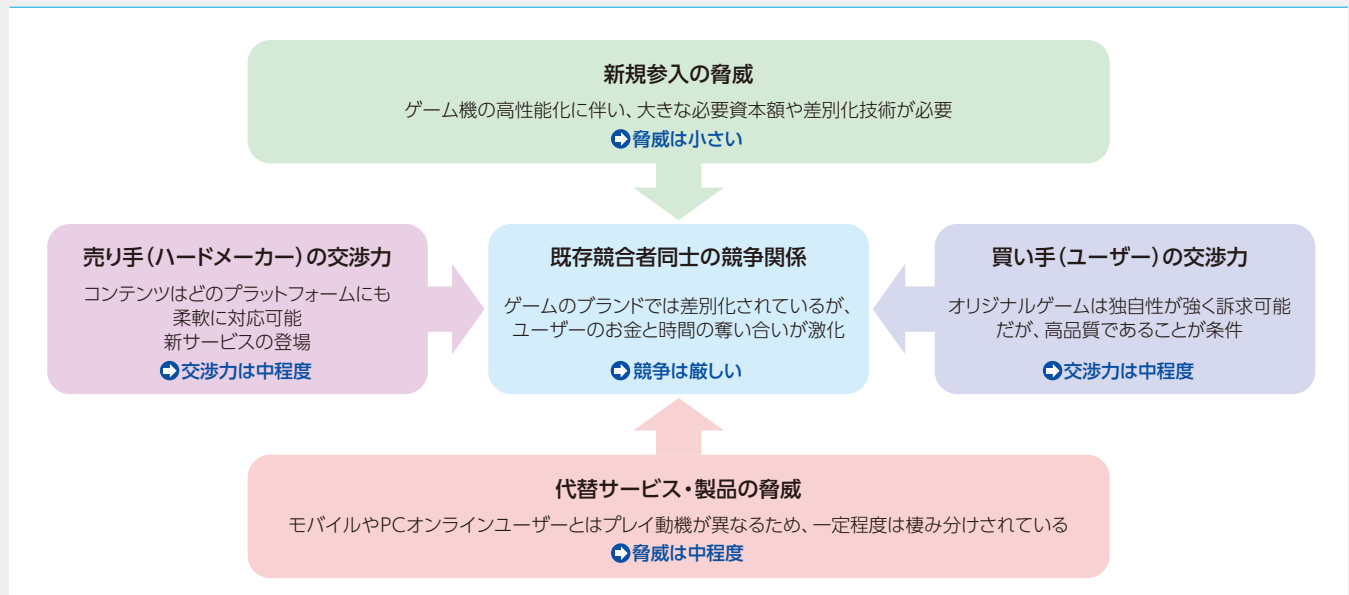 新規参入の脅威
ゲーム機の高性能化に伴い、大きな必要資本額や差別化技術が必要
脅威は小さい
売り手(ハードメーカー)の交渉力
コンテンツはどのプラットフォームにも
柔軟に対応可能
新サービスの登場
交渉力は中程度
既存競合者同士の競争関係
ゲームのブランドでは差別化されているが、
ユーザーのお金と時間の奪い合いが激化
競争は厳しい
買い手(ユーザー)の交渉力
オリジナルゲームは独自性が強く訴求可能
だが、高品質であることが条件
交渉力は中程度
代替サービス・製品の脅威
モバイルやPCオンラインユーザーとはプレイ動機が異なるため、一定程度は棲み分けされている
脅威は中程度